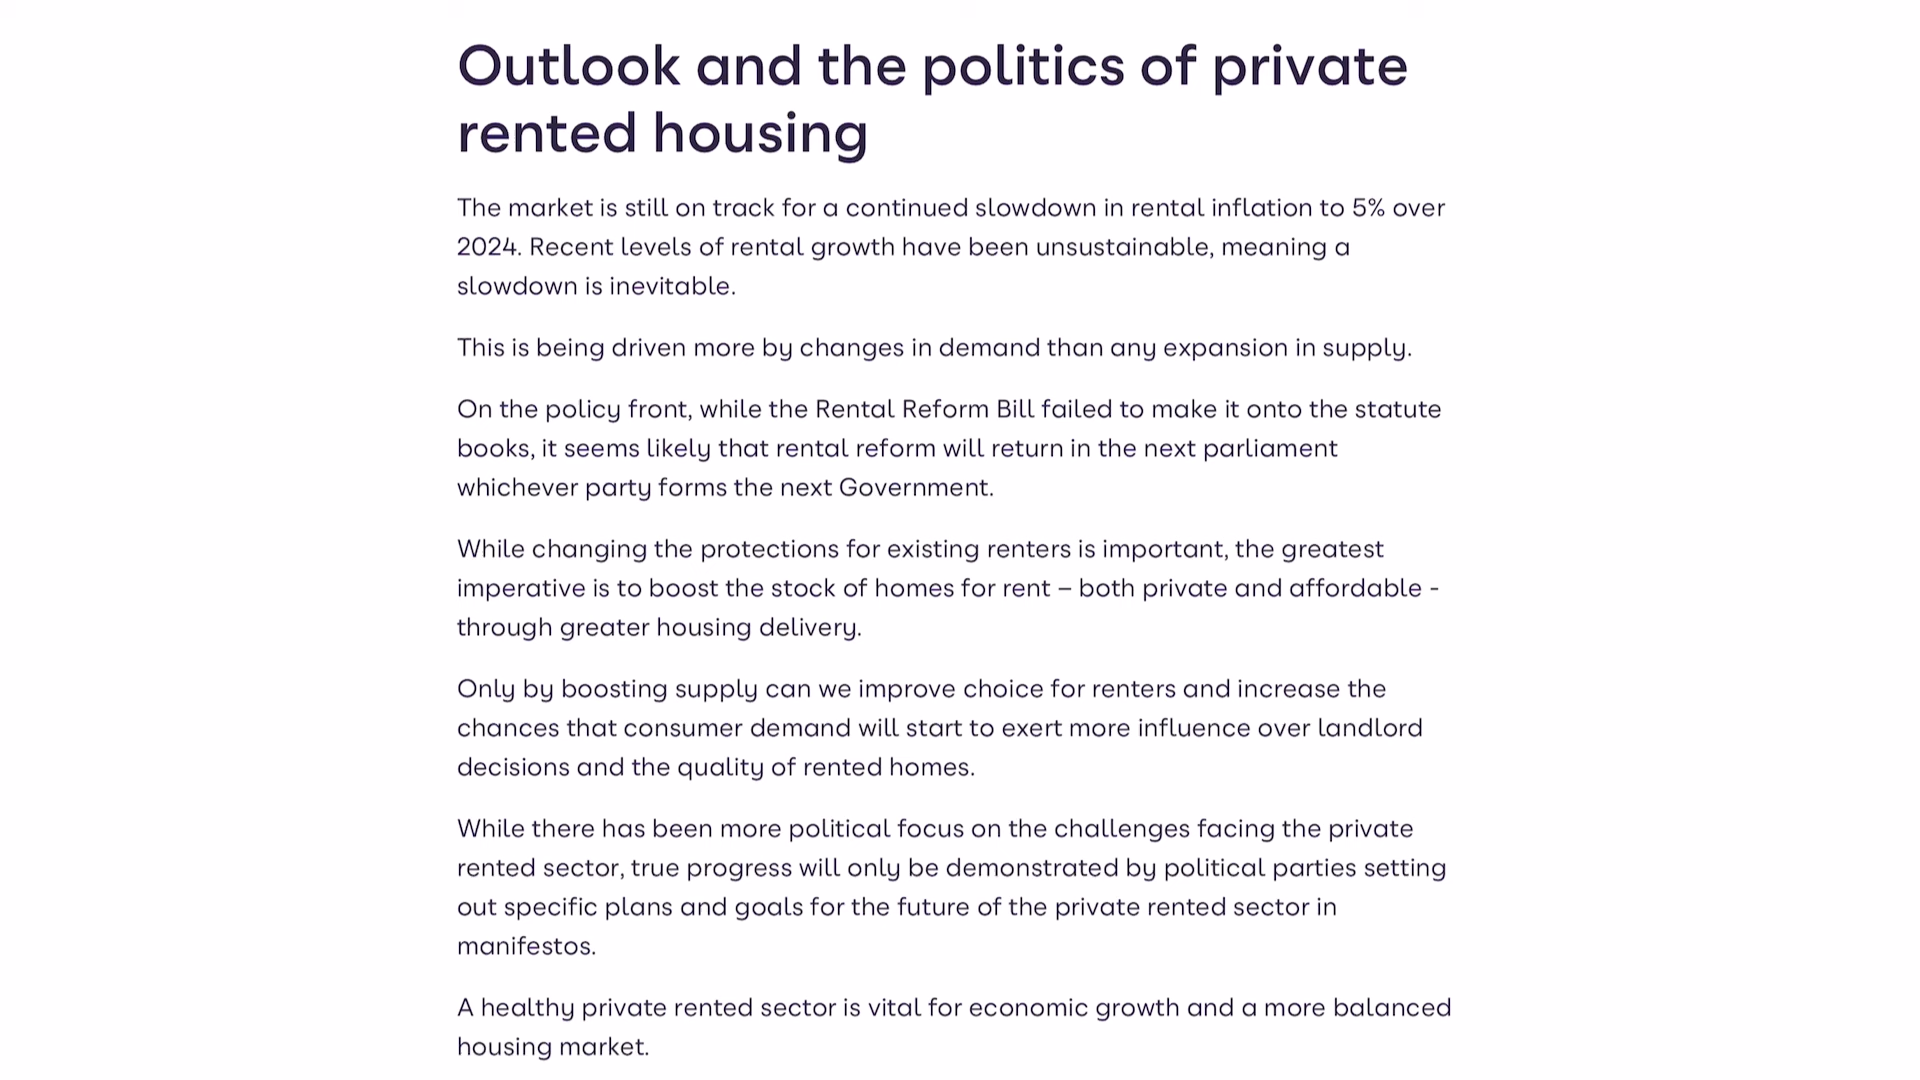 Outlook and the politics of private
rented housing
The market is still on track for a continued slowdown in rental inflation to 5% over
2024. Recent levels of rental growth have been unsustainable, meaning a
slowdown is inevitable.
This is being driven more by changes in demand than any expansion in supply.
On the policy front, while the Rental Reform Bill failed to make it onto the statute
books, it seems likely that rental reform will return in the next parliament
whichever party forms the next Government.
While changing the protections for existing renters is important, the greatest
imperative is to boost the stock of homes for rent – both private and affordable -
through greater housing delivery.
Only by boosting supply can we improve choice for renters and increase the
chances that consumer demand will start to exert more influence over landlord
decisions and the quality of rented homes.
While there has been more political focus on the challenges facing the private
rented sector, true progress will only be demonstrated by political parties setting
out specific plans and goals for the future of the private rented sector in
manifestos.
A healthy private rented sector is vital for economic growth and a more balanced
housing market.